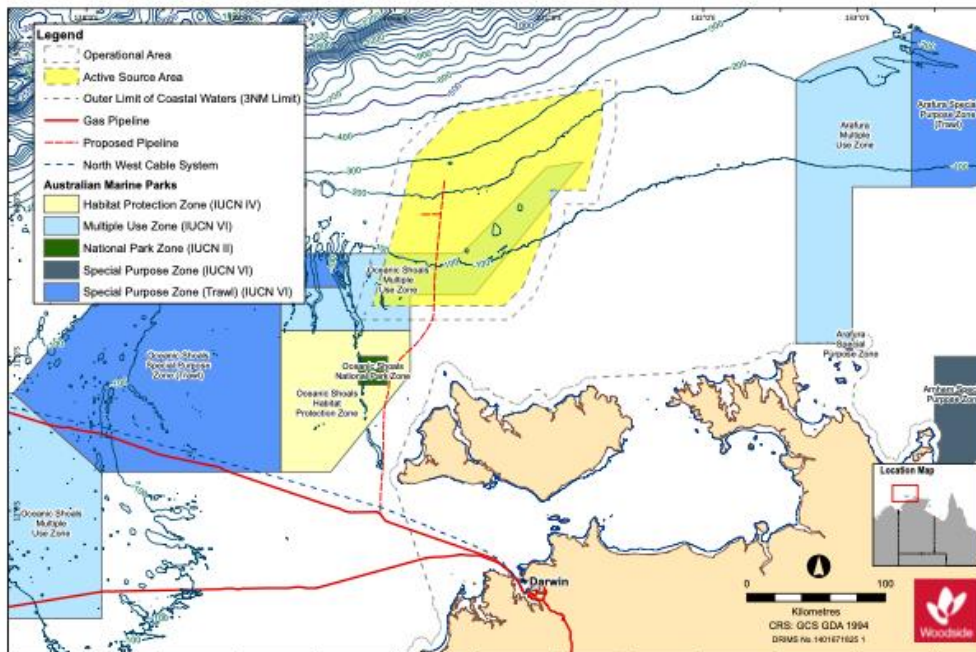 Legend
Operational Area
Active Source Area
Outer Limit of Coastal Waters (3NM Limit)
Gas Pipeline
Proposed Pipeline
North West Cable System
Australian Marine Parks
Habitat Protection Zone (IUCN IV)
Multiple Use Zone (IUCN VI)
National Park Zone (IUCN II)
Special Purpose Zone (IUCN VI)
Special Purpose Zone (Trawl) (IUCN VI)
Arafura
Multiple
Use Zone
Arafura Special
Purpose Zone
(Trawl)
Oceanic Shoals
Multiple
Use Zone
Oceanic Shoals
Special Purpose
Zone (Trawl)
Oceanic Shoals
National Park Zone
Oceanic Shoals
Habitat
Protection Zone
Arafura
Special
Purpose Zone
Oceanic Shoals
Multiple
Use Zone
Location Map
Darwin
0
100
Kilometres
CRS: GCS GDA 1994
Woodside